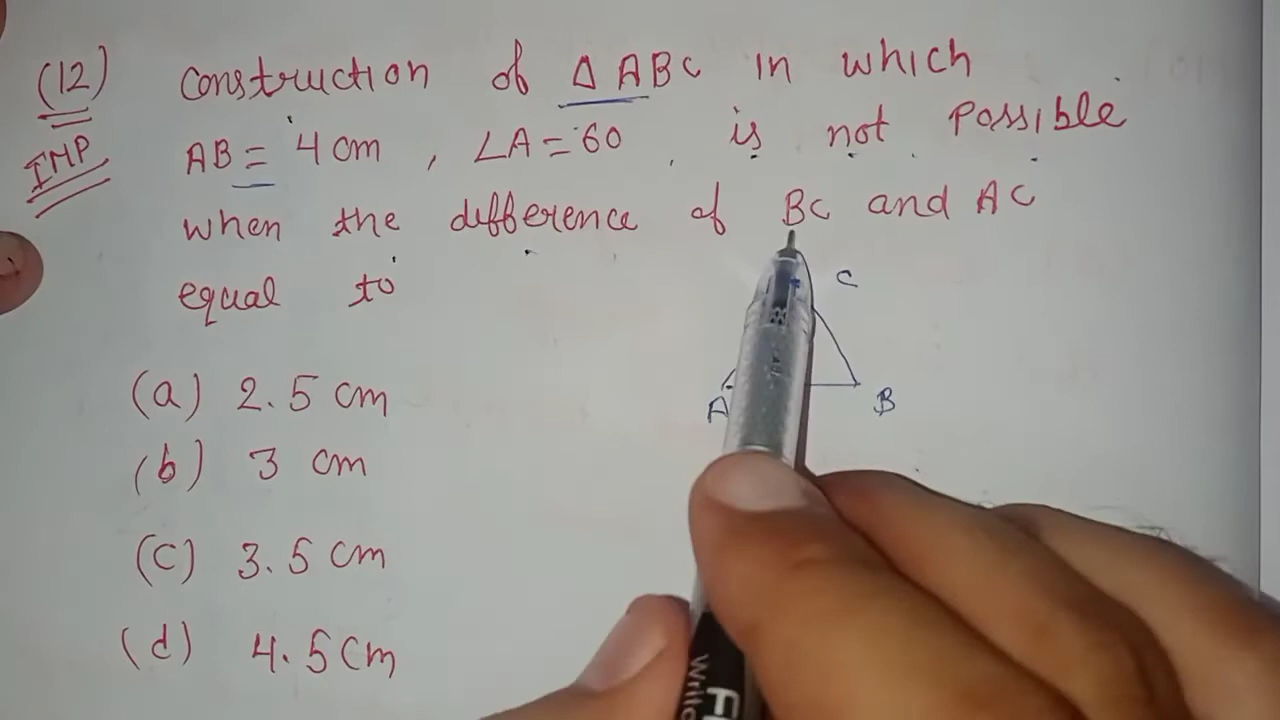 (12) Construction of Δ ABC in which
IMP AB = 4 cm , ∠A = 60 , is not Possible
when the difference of BC and AC
equal to
C
A B
(a) 2.5 cm
(b) 3 cm
(c) 3.5 cm
(d) 4.5 cm